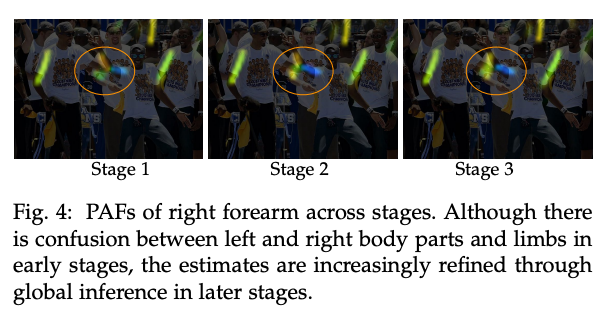 Stage 1
Stage 2
Stage 3
Fig. 4: PAFs of right forearm across stages. Although there
is confusion between left and right body parts and limbs in
early stages, the estimates are increasingly refined through
global inference in later stages.